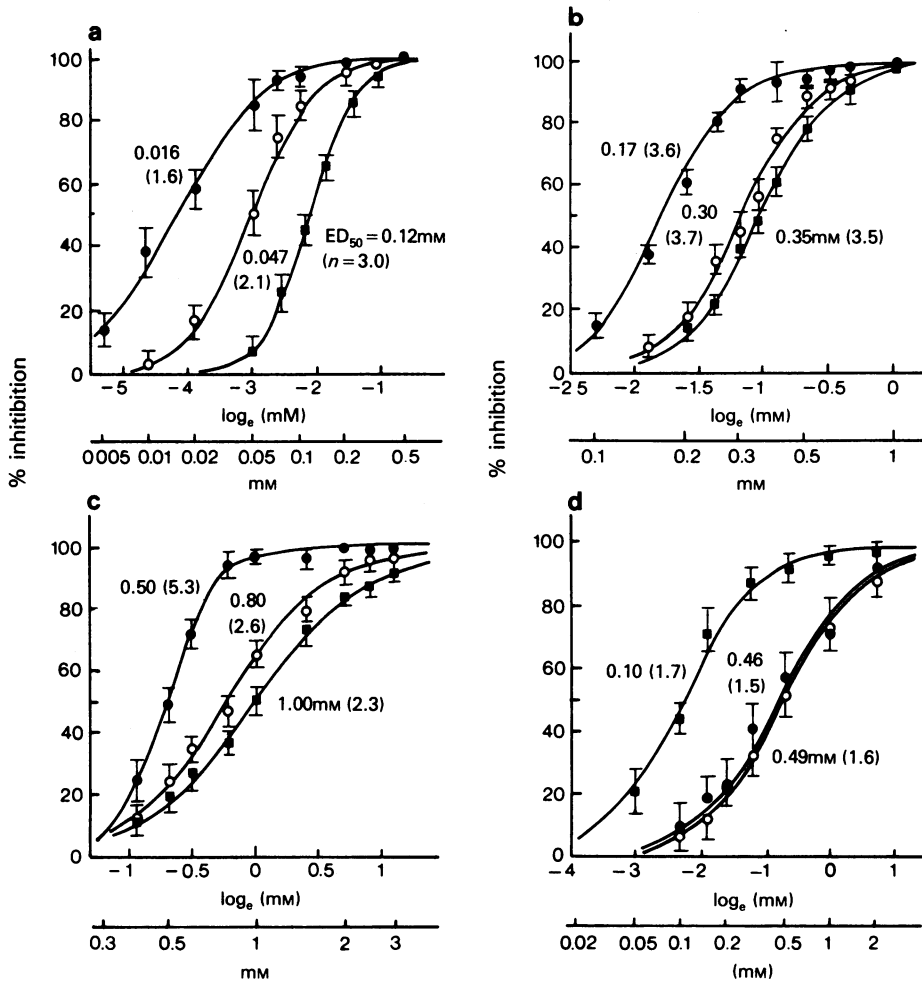 a
100
80
60
40
20
0
0.016
(1.6)
0.047
(2.1)
ED50 = 0.12mM
(n = 3.0)
-5 -4 -3 -2 -1
loge (mM)
0.005 0.01 0.02 0.05 0.1 0.2 0.5
mM
% inhitibition
b
100
80
60
40
20
0
0.17 (3.6)
0.30
(3.7)
0.35mM (3.5)
-2.5 -2 -1.5 -1 -0.5 0
loge (mM)
0.1 0.2 0.3 0.5 1
mM
% inhibition
c
100
80
60
40
20
0
0.50 (5.3)
0.80
(2.6)
1.00mM (2.3)
-1 -0.5 0 0.5 1
loge (mM)
0.3 0.5 1 2 3
mM
d
100
80
60
40
20
0
0.10 (1.7)
0.46
(1.5)
0.49mM (1.6)
-4 -3 -2 -1 0 1
loge (mM)
0.02 0.05 0.1 0.2 0.5 1 2
(mM)